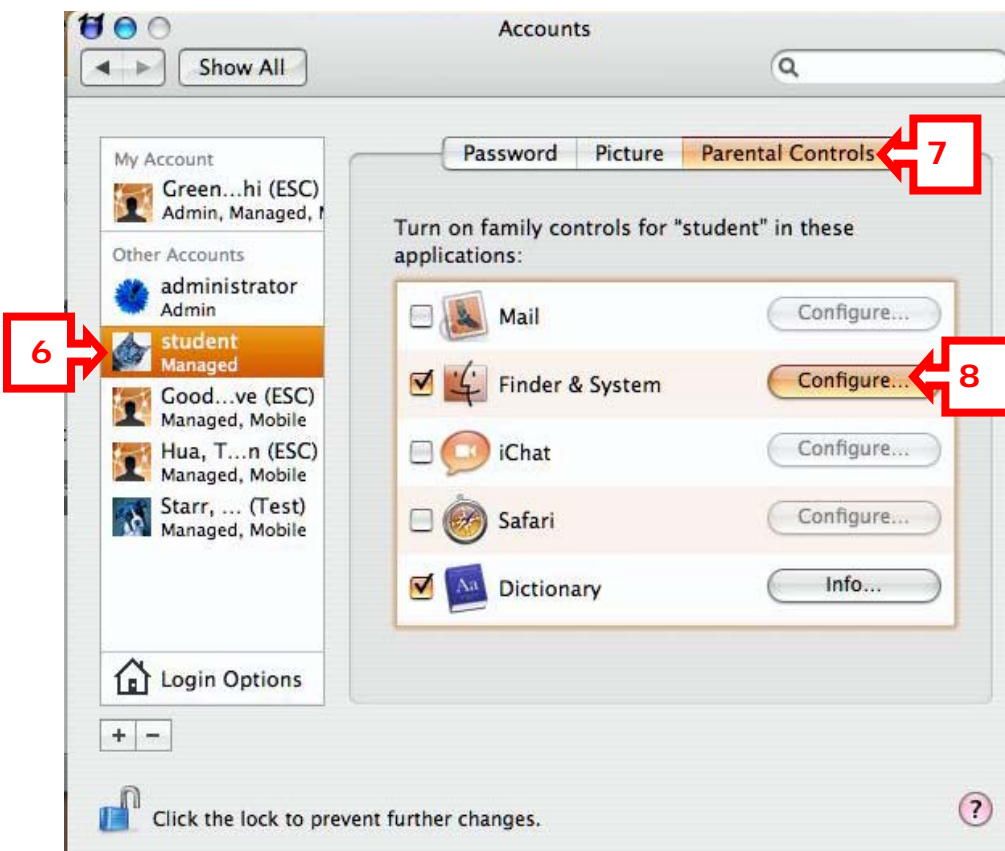 Accounts
Show All
My Account
Green...hi (ESC)
Admin, Managed,
Other Accounts
administrator
Admin
student
Managed
Good...ve (ESC)
Managed, Mobile
Hua, T...n (ESC)
Managed, Mobile
Starr, ... (Test)
Managed, Mobile
Login Options
+ −
6
Password Picture Parental Controls
7
Turn on family controls for "student" in these
applications:
Mail Configure...
Finder & System Configure...
8
iChat Configure...
Safari Configure...
Aa Dictionary Info...
Click the lock to prevent further changes.
?